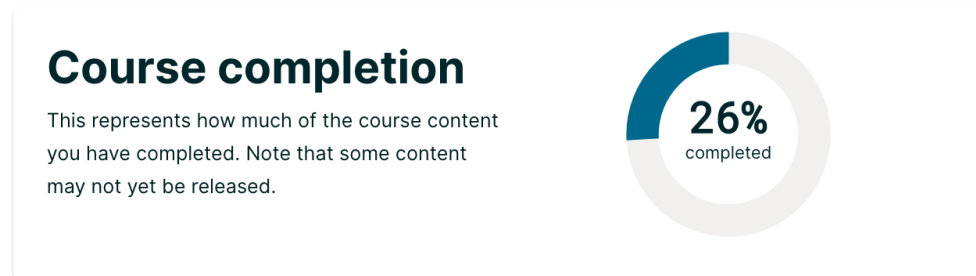 Course completion
This represents how much of the course content
you have completed. Note that some content
may not yet be released.
26%
completed